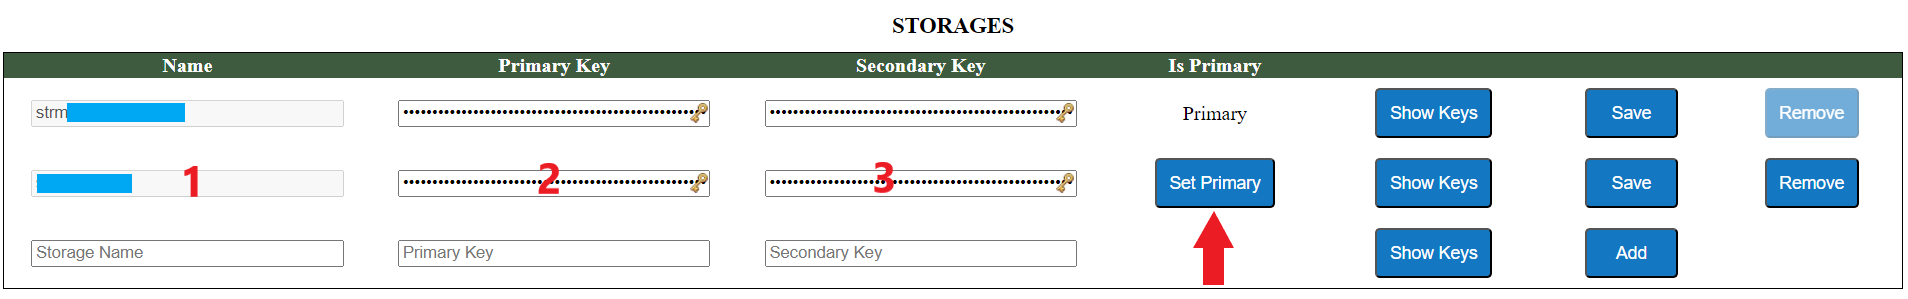 STORAGES
Name Primary Key Secondary Key Is Primary
strm Primary Show Keys Save Remove
1 2 3 Set Primary Show Keys Save Remove
Storage Name Primary Key Secondary Key Show Keys Add